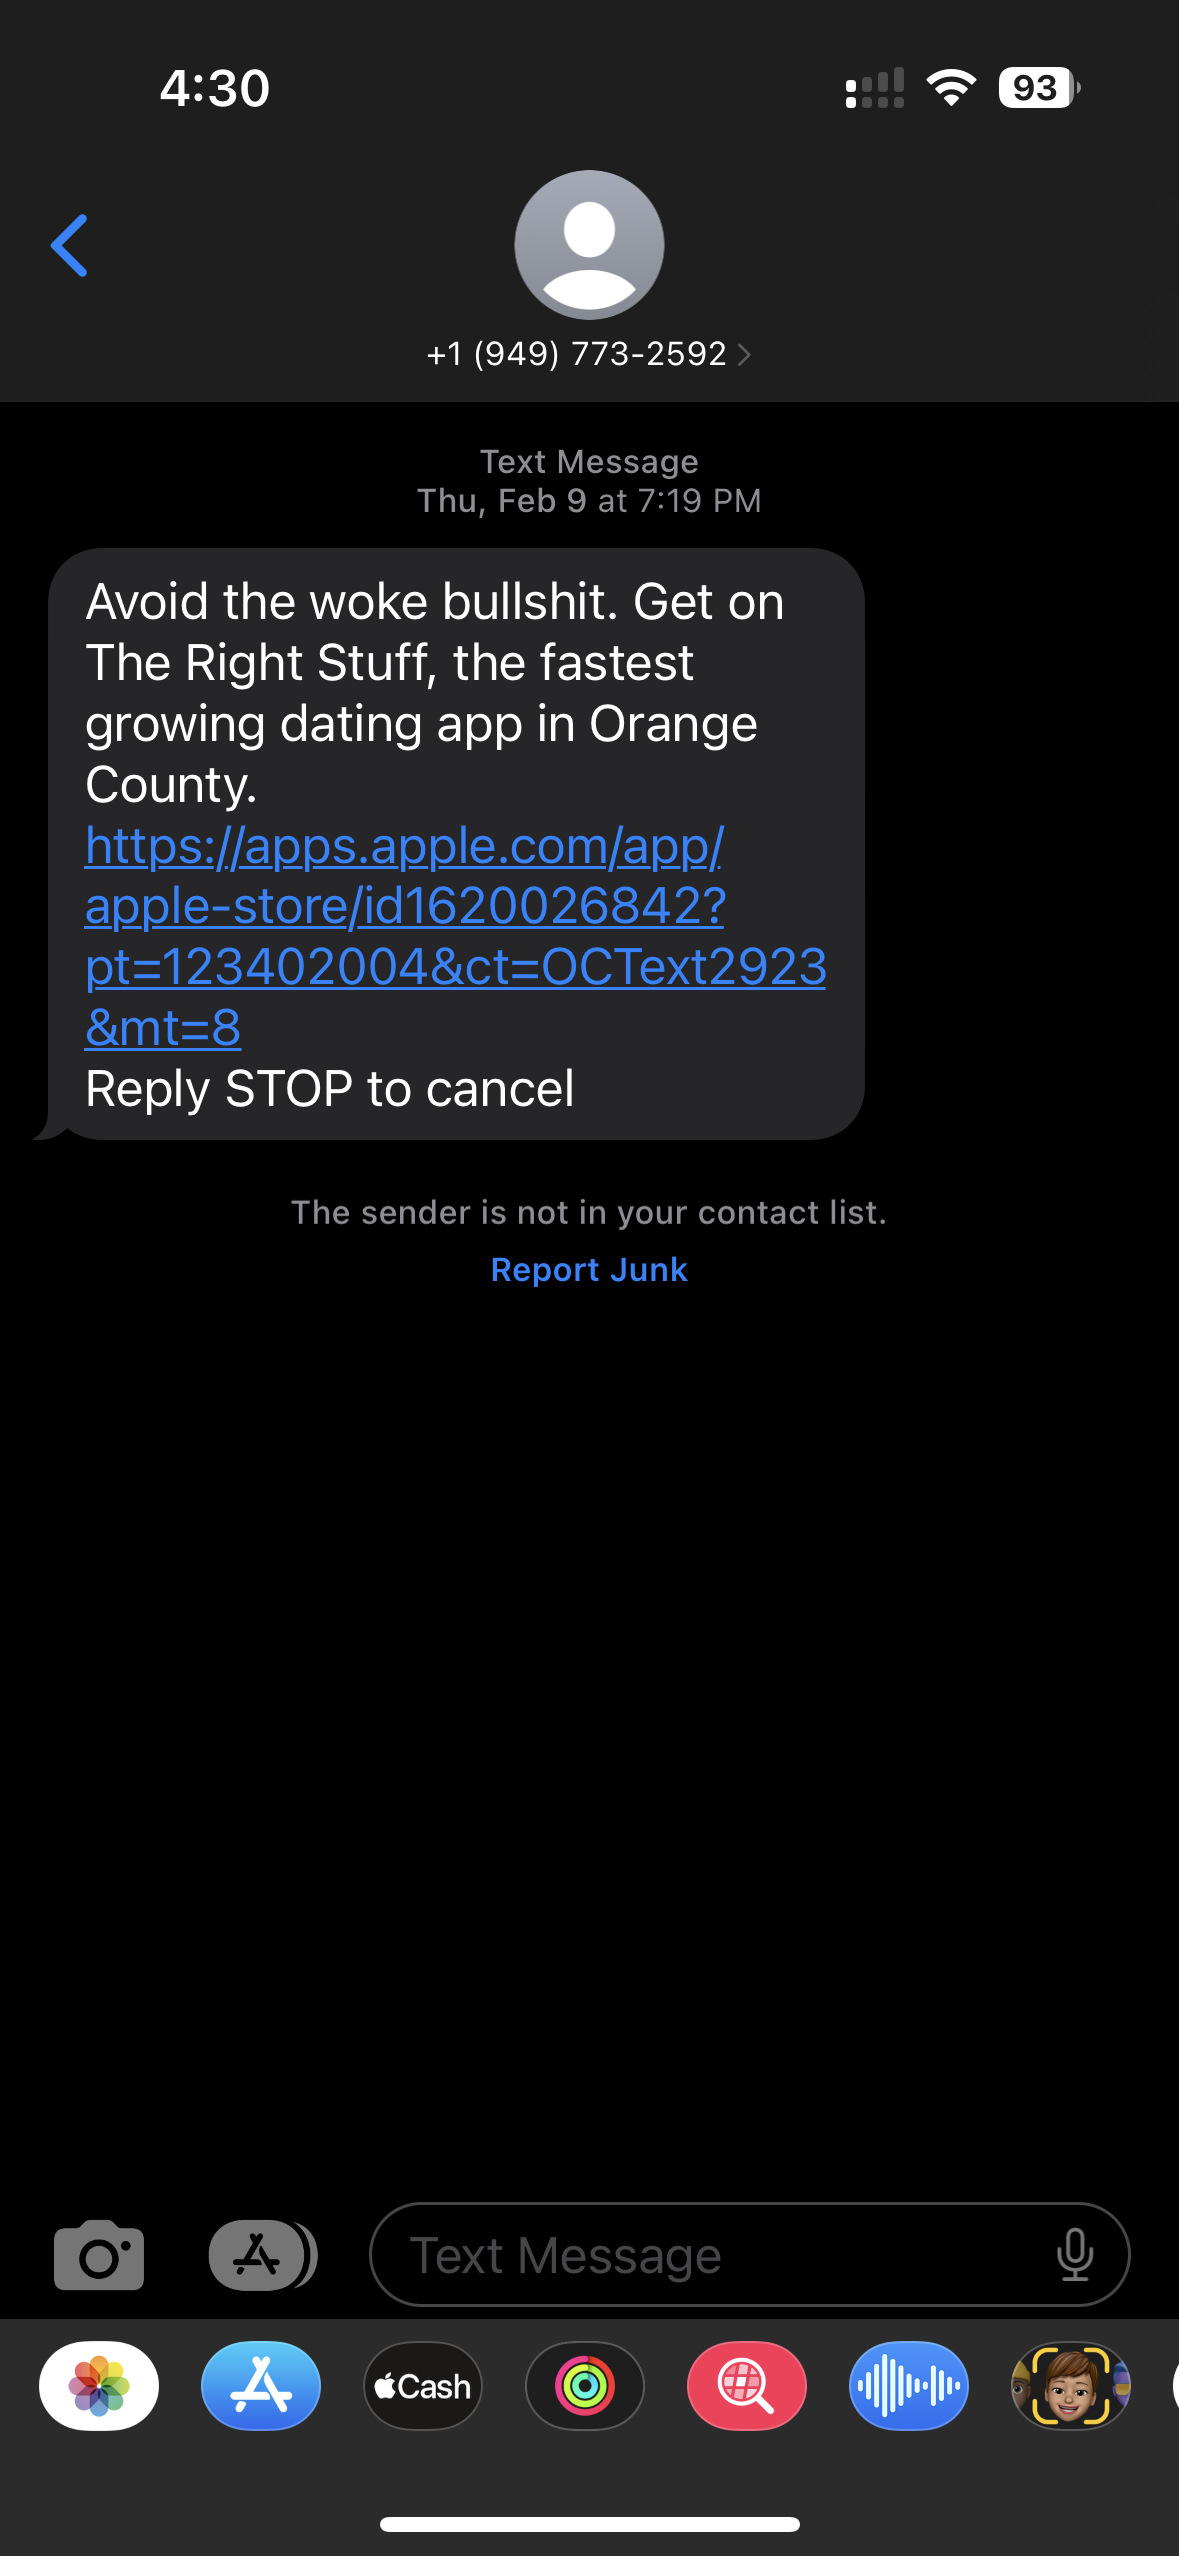 4:30
93
+1 (949) 773-2592
Text Message
Thu, Feb 9 at 7:19 PM
Avoid the woke bullshit. Get on
The Right Stuff, the fastest
growing dating app in Orange
County.
https://apps.apple.com/app/
apple-store/id1620026842?
pt=123402004&ct=OCText2923
&mt=8
Reply STOP to cancel
The sender is not in your contact list.
Report Junk
Text Message
Cash